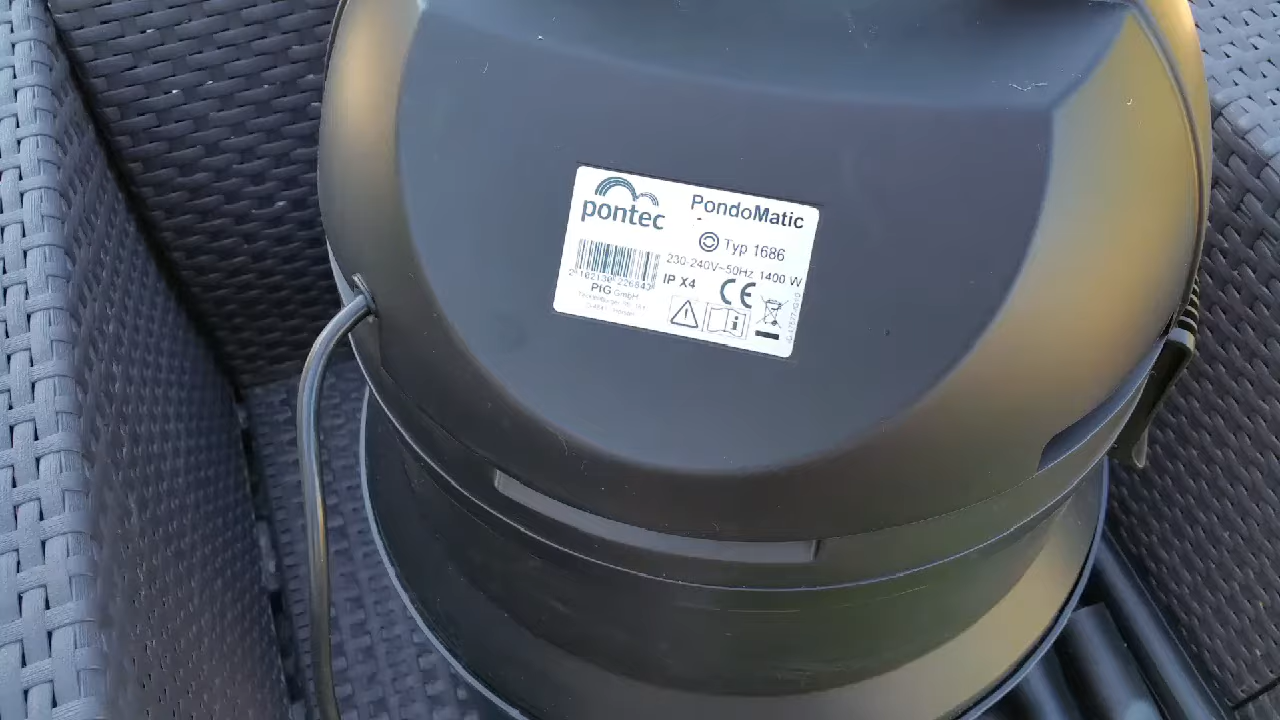 pontec
PondoMatic
Typ 1686
230-240V~50Hz 1400 W
IP X4
CE
PfG GmbH